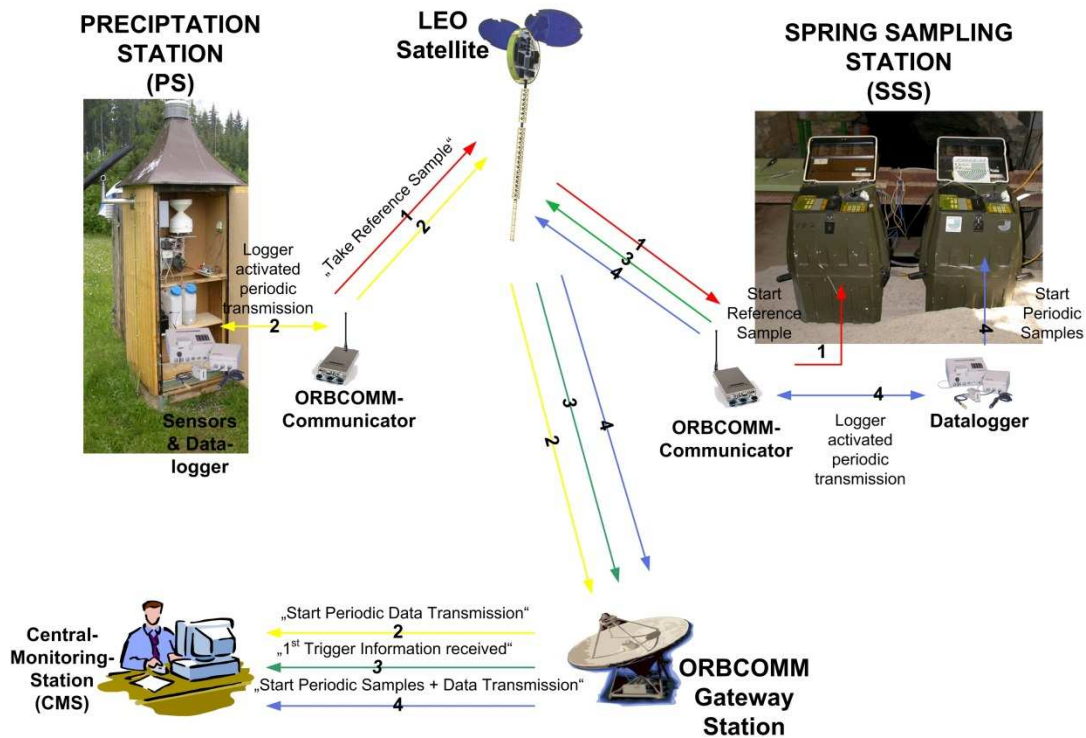 PRECIPTATION
STATION
(PS)
LEO
Satellite
SPRING SAMPLING
STATION
(SSS)
„Take Reference Sample“
1
2
Logger
activated
periodic
transmission
2
ORBCOMM-
Communicator
Sensors
& Data-
logger
1
3
4
Start
Reference
Sample
1
Start
Periodic
Samples
4
4
ORBCOMM-
Communicator
Logger
activated
periodic
transmission
Datalogger
2
3
4
„Start Periodic Data Transmission“
2
„1st Trigger Information received“
3
„Start Periodic Samples + Data Transmission“
4
Central-
Monitoring-
Station
(CMS)
ORBCOMM
Gateway
Station